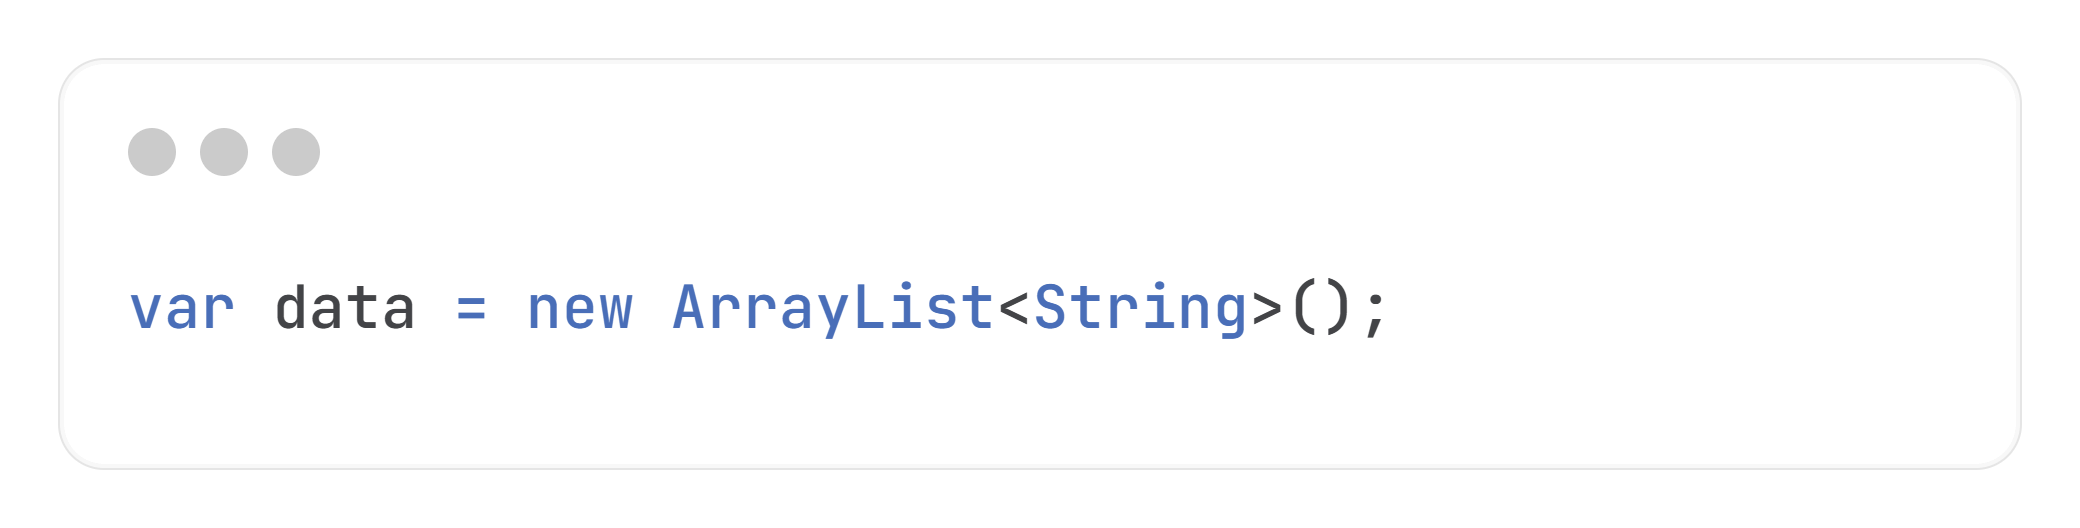 var data = new ArrayList<String>();